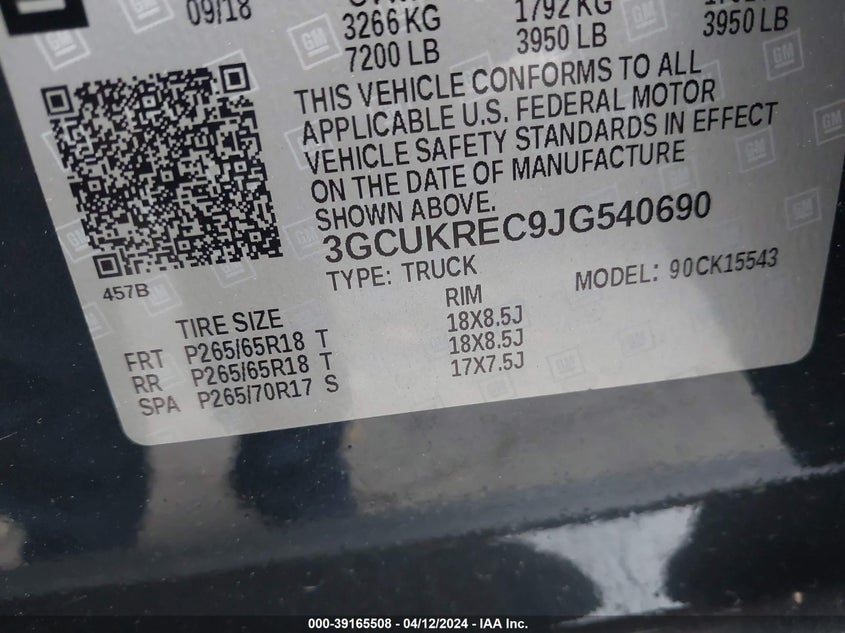 09/18
3266 KG
7200 LB
1792 KG
3950 LB
3950 LB
GM
THIS VEHICLE CONFORMS TO ALL
APPLICABLE U.S. FEDERAL MOTOR
VEHICLE SAFETY STANDARDS IN EFFECT
ON THE DATE OF MANUFACTURE
SHOWN ABOVE.
3GCUKREC9JG540690
TYPE: TRUCK MODEL: 90CK15543
457B
TIRE SIZE RIM
FRT P265/65R18 T 18X8.5J
RR P265/65R18 T 18X8.5J
SPA P265/70R17 S 17X7.5J
000-39165508 - 04/12/2024 - IAA Inc.